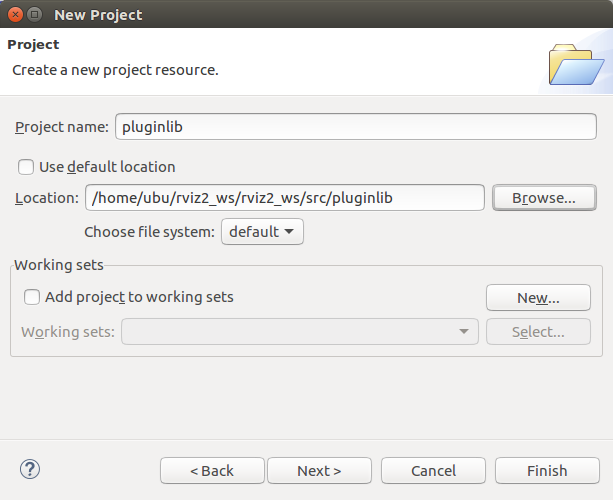 New Project
Project
Create a new project resource.
Project name: pluginlib
Use default location
Location: /home/ubu/rviz2_ws/rviz2_ws/src/pluginlib Browse...
Choose file system: default
Working sets
Add project to working sets New...
Working sets: Select...
? < Back Next > Cancel Finish